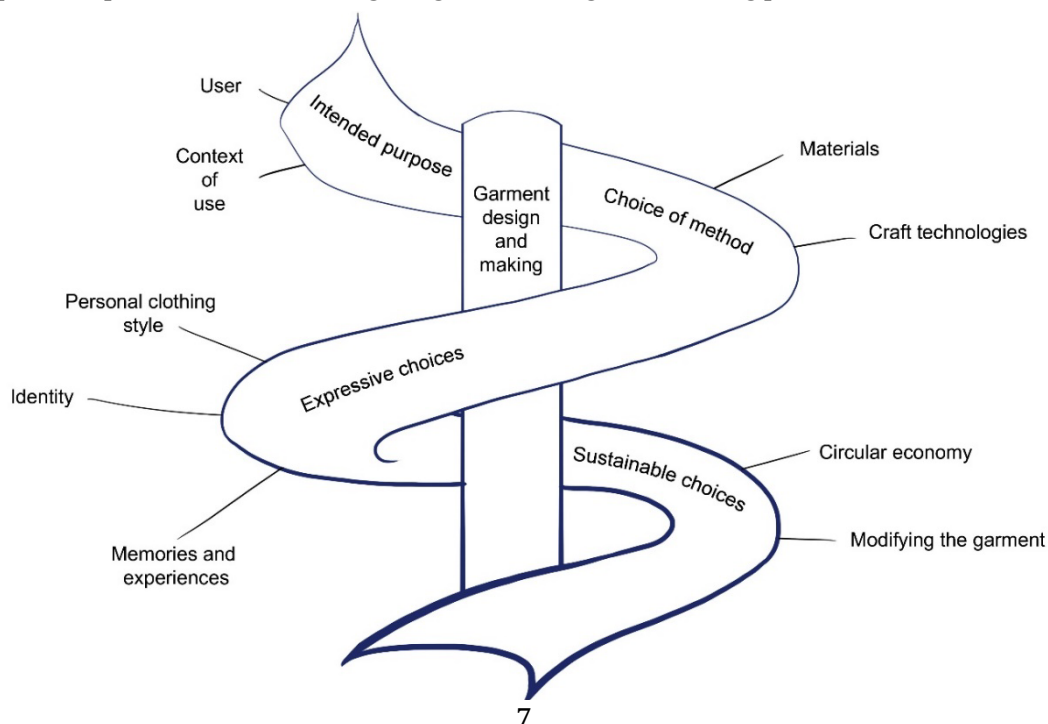 User
Context
of
use
Intended purpose
Garment
design
and
making
Choice of method
Materials
Craft technologies
Personal clothing
style
Identity
Expressive choices
Memories and
experiences
Sustainable choices
Circular economy
Modifying the garment
7